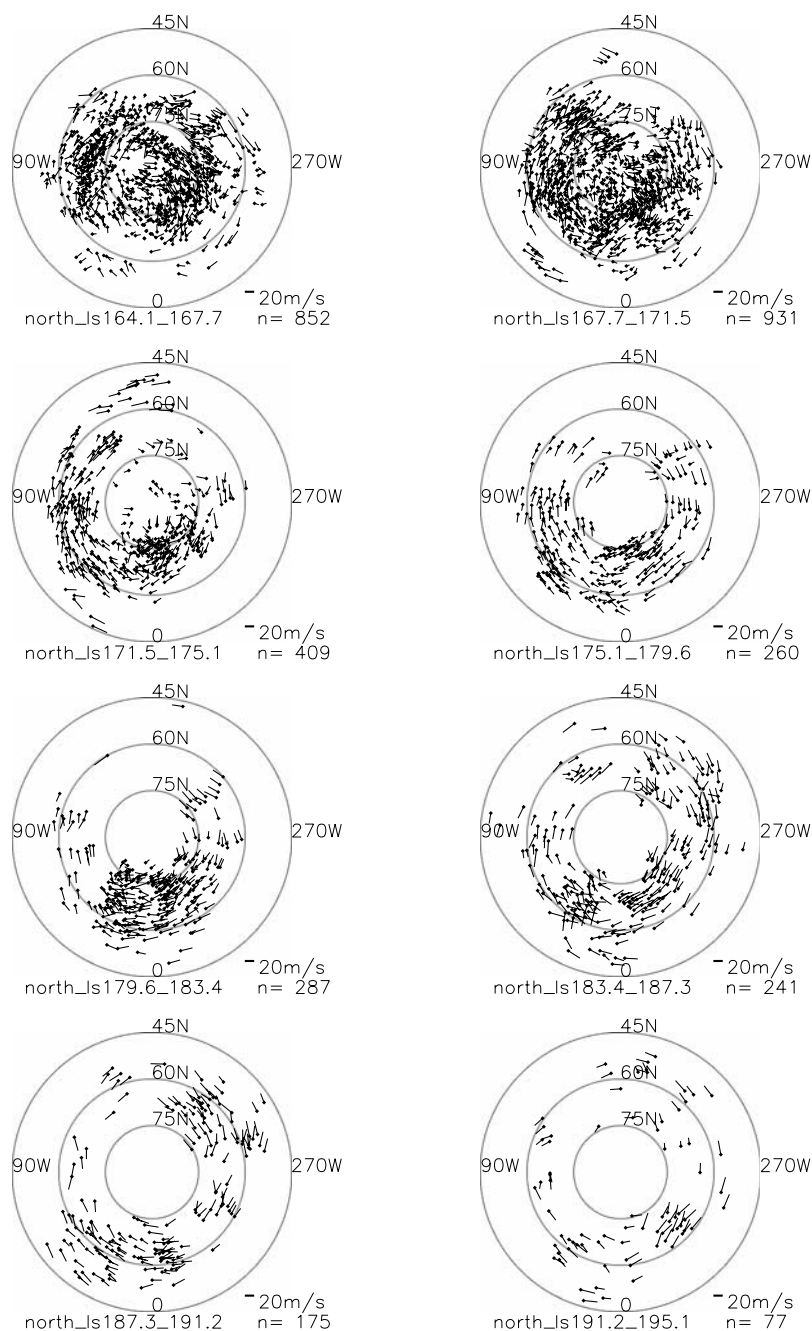 45N 45N
60N 60N
75N 75N
90W 270W 90W 270W
0 20m/s 0 20m/s
north_ls164.1_167.7 n= 852 north_ls167.7_171.5 n= 931
45N 45N
60N 60N
75N 75N
90W 270W 90W 270W
0 20m/s 0 20m/s
north_ls171.5_175.1 n= 409 north_ls175.1_179.6 n= 260
45N 45N
60N 60N
75N 75N
90W 270W 90W 270W
0 20m/s 0 20m/s
north_ls179.6_183.4 n= 287 north_ls183.4_187.3 n= 241
45N 45N
60N 60N
75N 75N
90W 270W 90W 270W
0 20m/s 0 20m/s
north_ls187.3_191.2 n= 175 north_ls191.2_195.1 n= 77